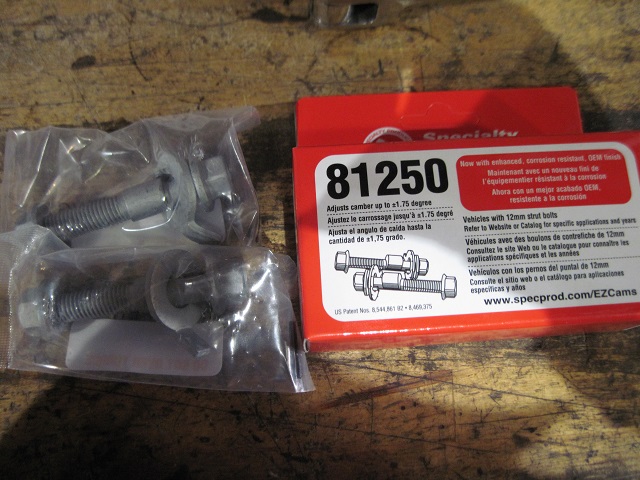 Specialty
81250
Adjusts camber up to ±1.75 degree
Ajustez le carrossage jusqu'à ±1.75 degré
Ajusta el angulo de caida hasta la
cantidad de ±1,75 grado.
Now with enhanced, corrosion resistant, OEM finish
Maintenant avec un nouveau fini de
l'équipementier résistant à la corrosion
Ahora con un mejor acabado OEM,
resistente a la corrosión
Vehicles with 12mm strut bolts
Refer to Website or Catalog for specific applications and years
Véhicules avec des boulons de contrefiche de 12mm
Consultez le site Web ou le catalogue pour connaître les
applications spécifiques et les années
Vehículos con los pernos del puntal de 12mm
Consulte el sitio web o el catálogo para aplicaciones
específicas y años
www.specprod.com/EZCams
US Patent Nos. 8,544,861 B2 • 8,469,375